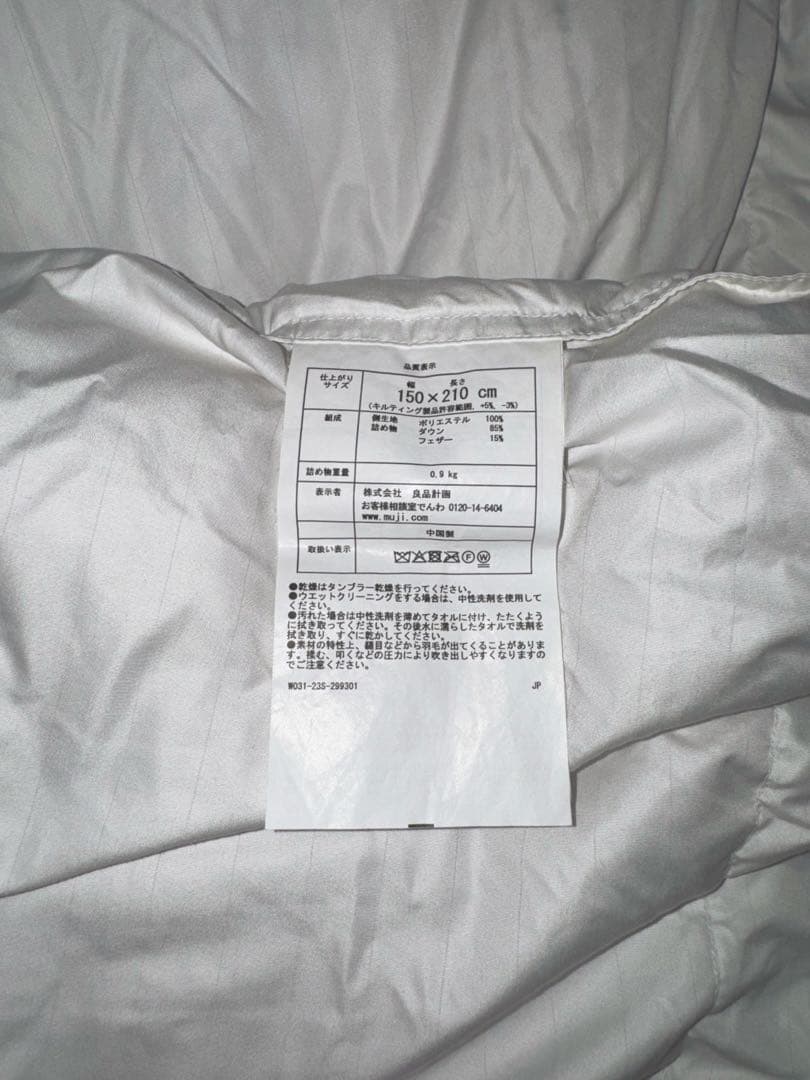 品質表示
仕上がりサイズ 幅 長さ
150×210 cm
(キルティング製品許容範囲, +5%, -3%)
組成 側生地 ポリエステル 100%
詰め物 ダウン 85%
フェザー 15%
詰め物重量 0.9 kg
表示者 株式会社 良品計画
お客様相談室でんわ 0120-14-6404
www.muji.com
中国製
取扱い表示
●乾燥はタンブラー乾燥を行ってください。
●ウエットクリーニングをする場合は、中性洗剤を使用して
ください。
●汚れた場合は中性洗剤を薄めてタオルに付け、たたくよう
に拭き取ってください。その後水に濡らしたタオルで洗剤を
拭き取り、すぐに乾かしてください。
●素材の特性上、縫目などから羽毛が出てくることがありま
す。揉む、叩くなどの圧力により吹き出しやすくなりますの
でご注意ください。
W031-23S-299301 JP